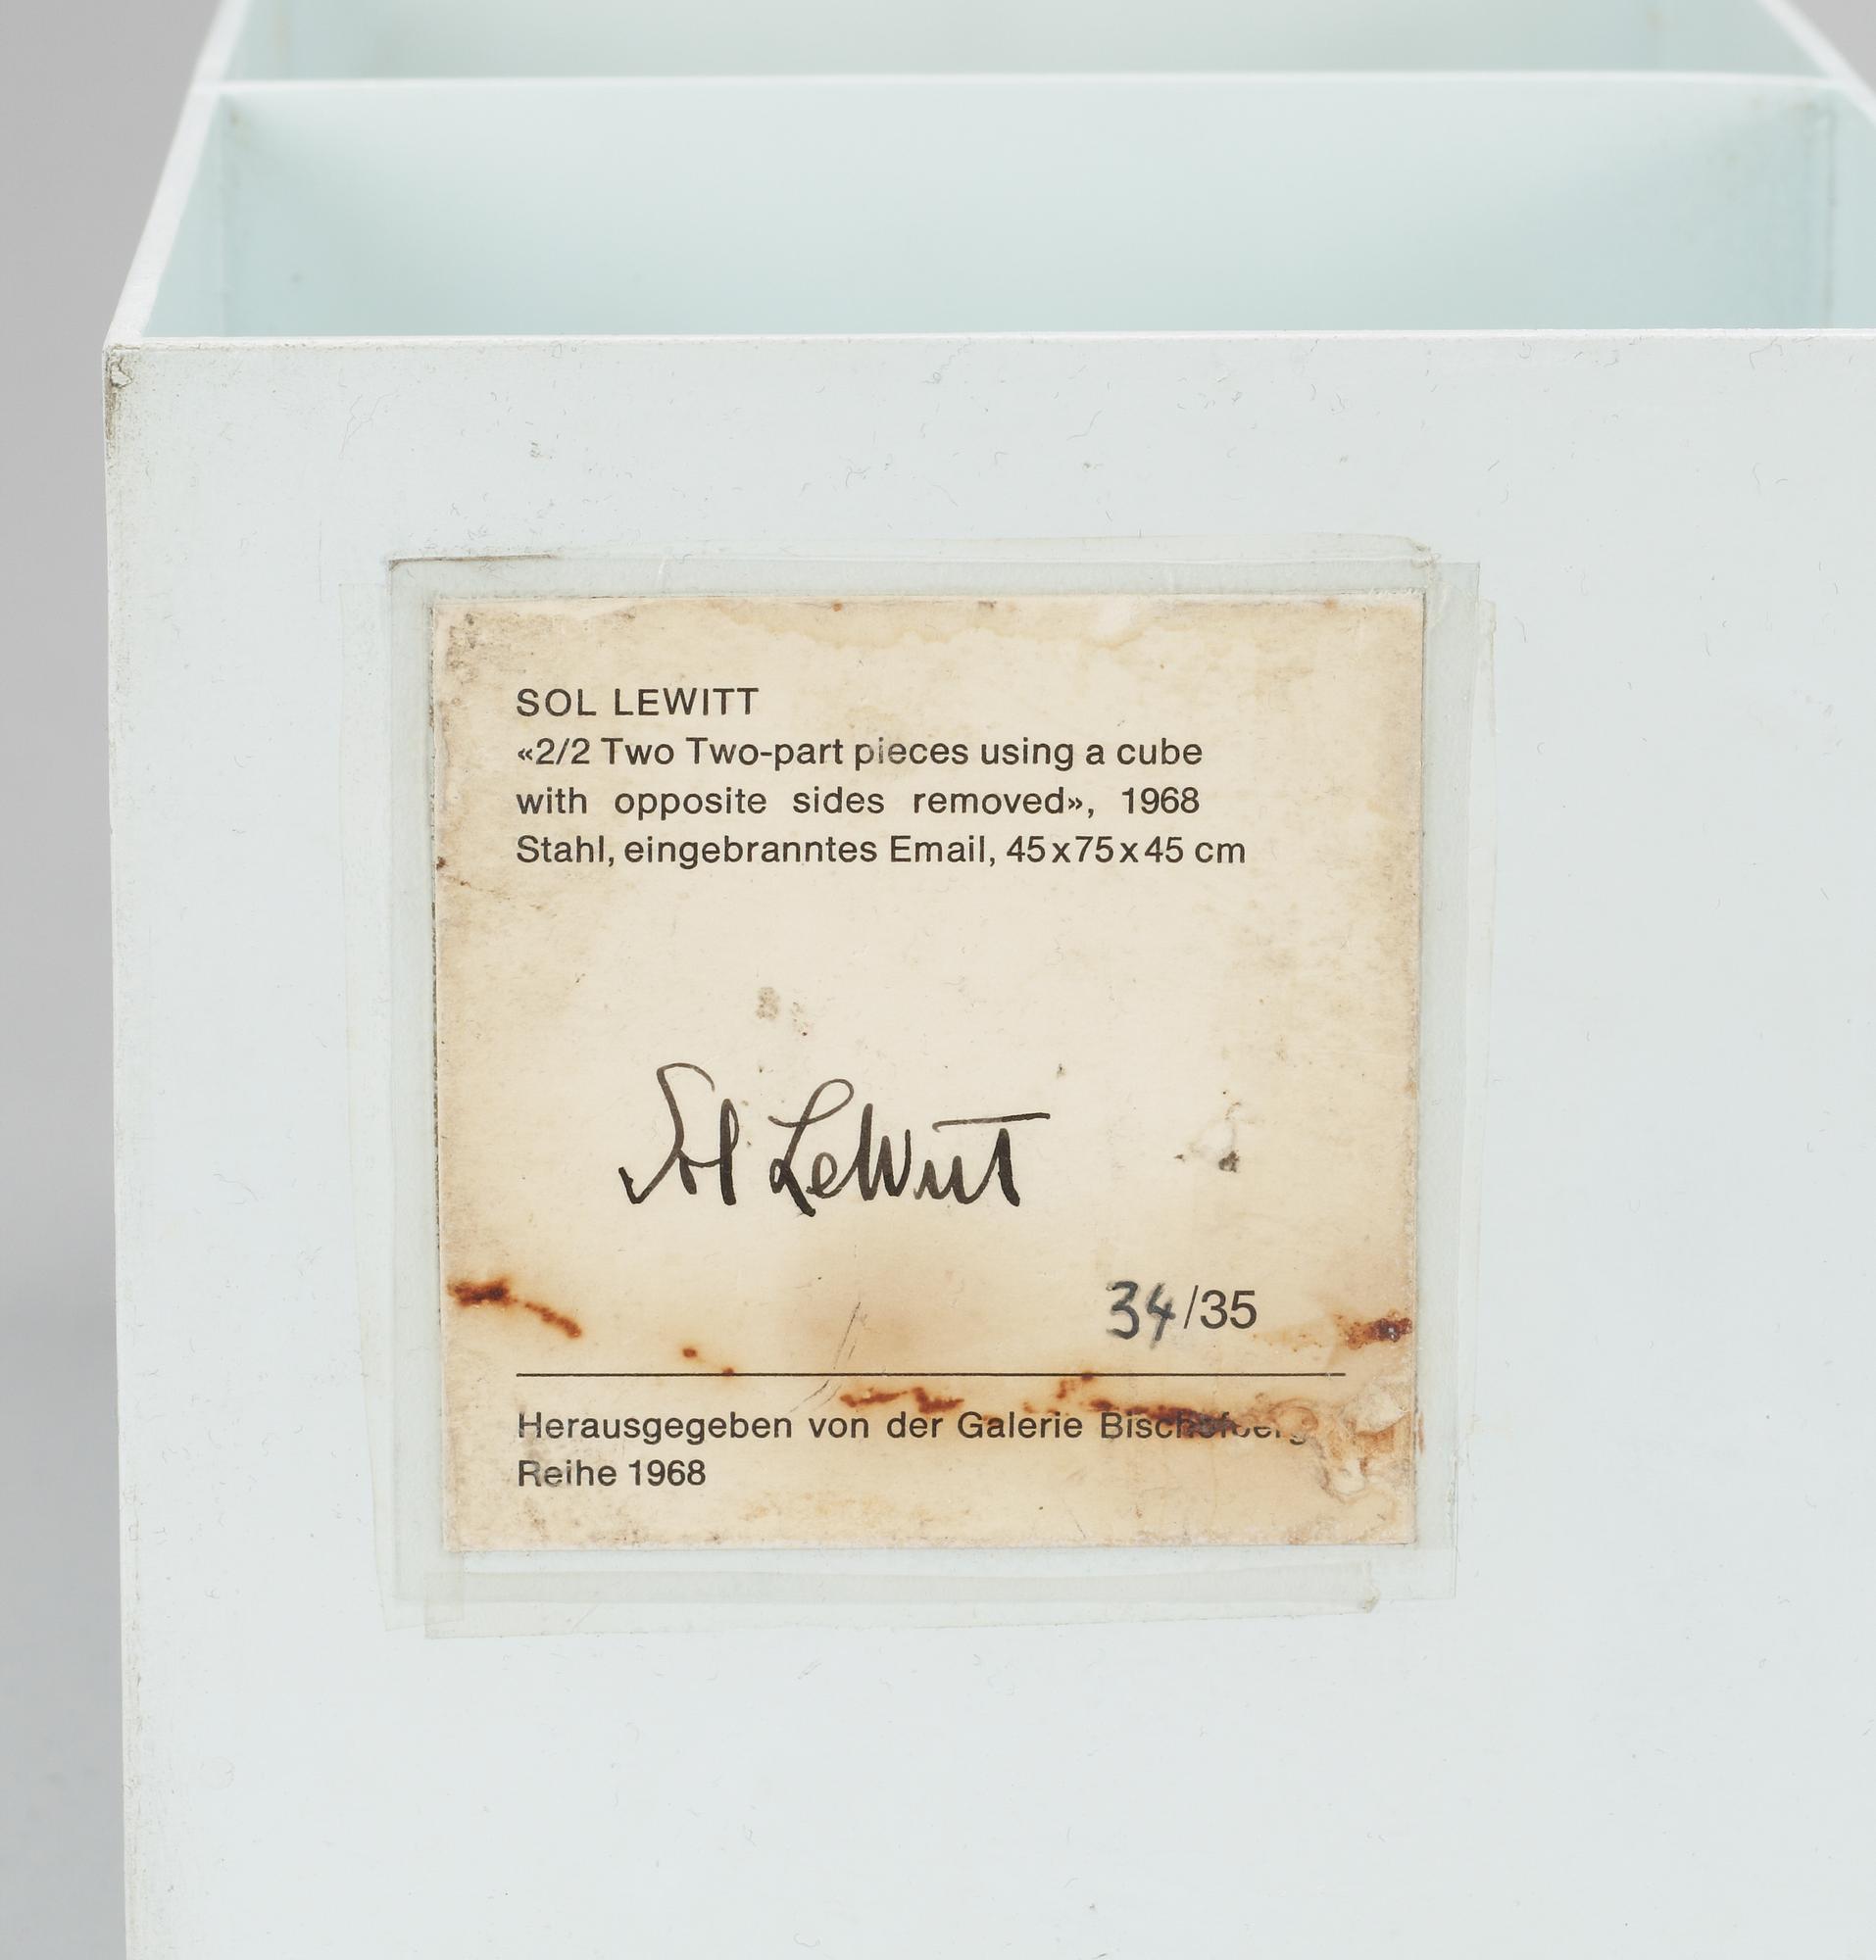 SOL LEWITT
«2/2 Two Two-part pieces using a cube
with opposite sides removed», 1968
Stahl, eingebranntes Email, 45x75x45 cm
Sol LeWitt
34/35
Herausgegeben von der Galerie
Reihe 1968